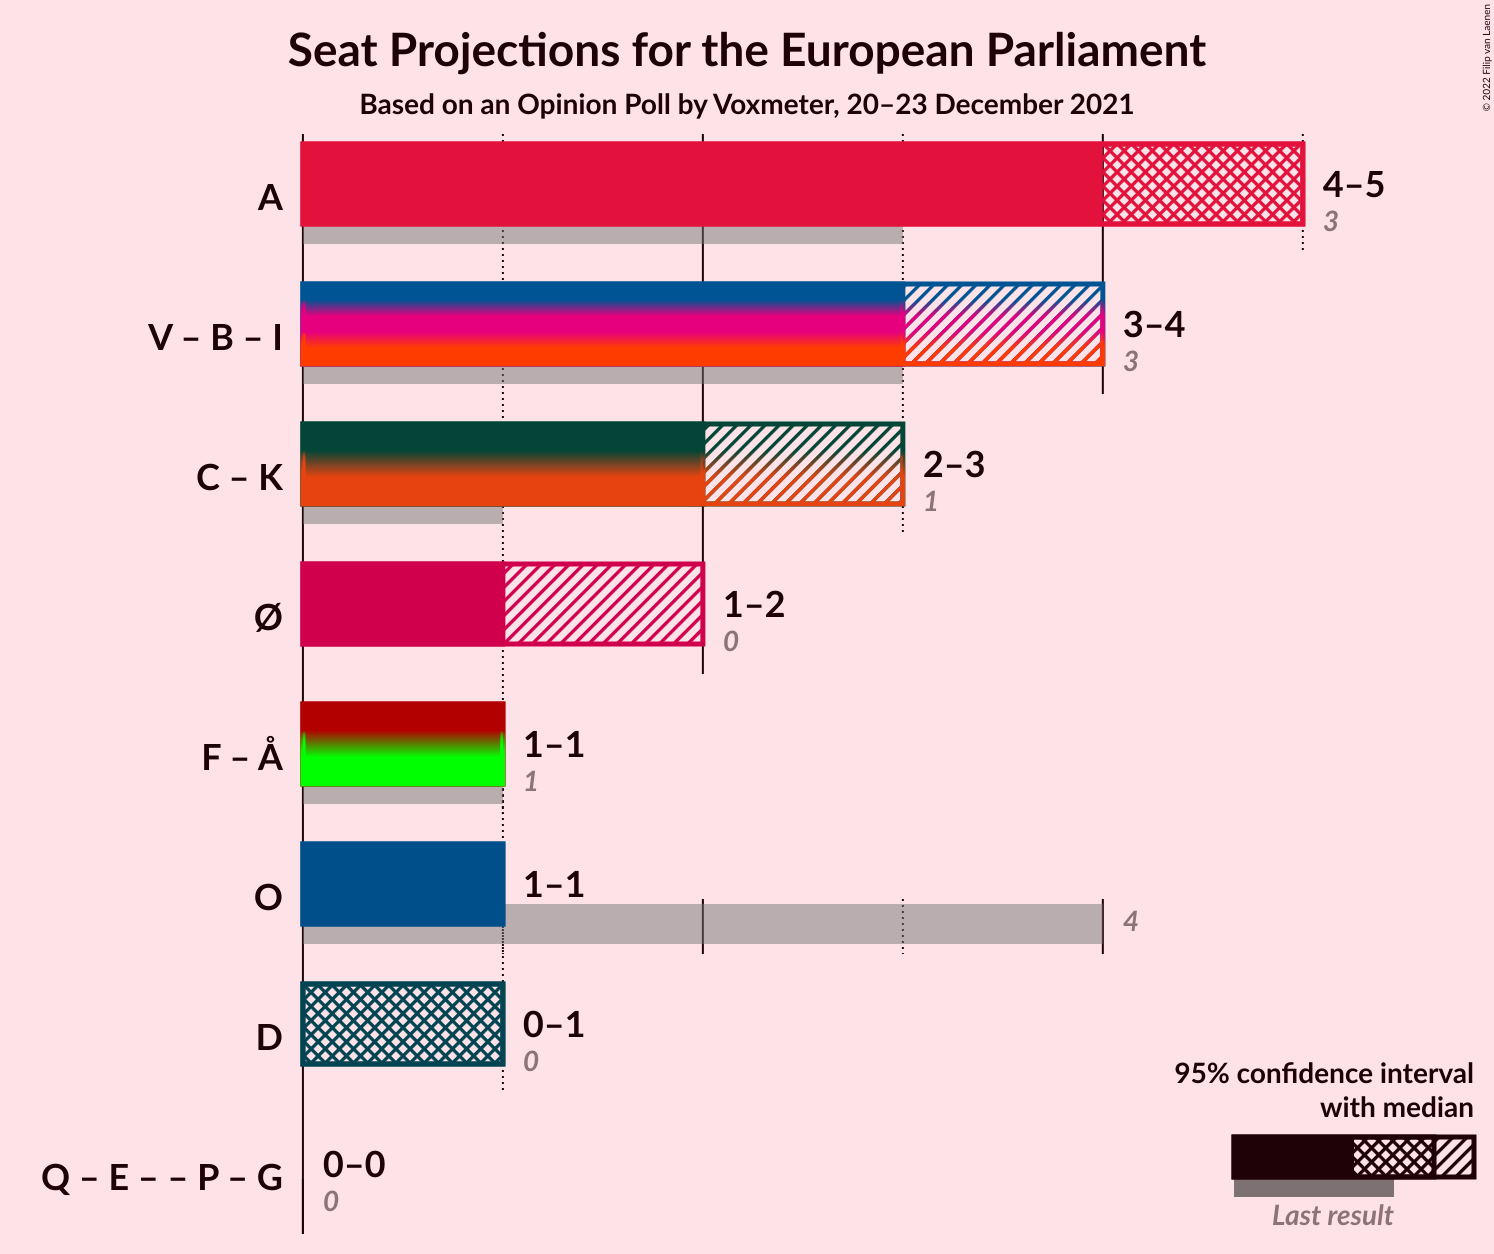 Seat Projections for the European Parliament
Based on an Opinion Poll by Voxmeter, 20–23 December 2021
© 2022 Filip van Laenen
A
4–5
3
V – B – I
3–4
3
C – K
2–3
1
Ø
1–2
0
F – Å
1–1
1
O
1–1
4
D
0–1
0
Q – E – – P – G
0–0
0
95% confidence interval
with median
Last result